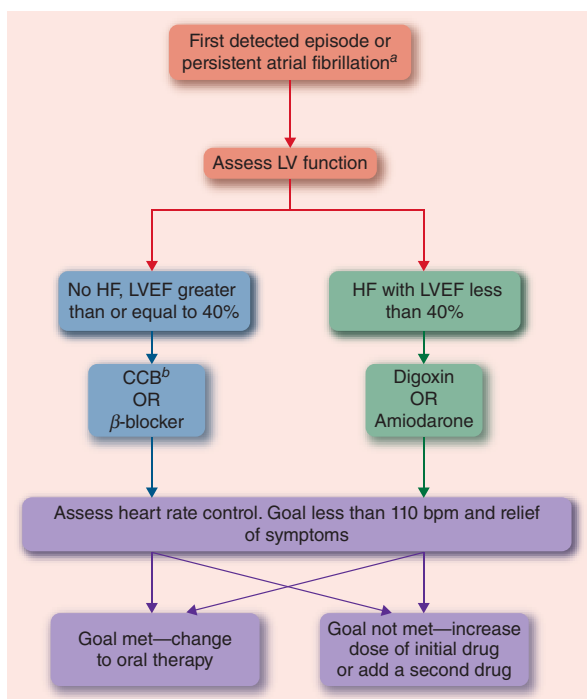 First detected episode or
persistent atrial fibrillationᵃ
Assess LV function
No HF, LVEF greater
than or equal to 40%
HF with LVEF less
than 40%
CCBᵇ
OR
β-blocker
Digoxin
OR
Amiodarone
Assess heart rate control. Goal less than 110 bpm and relief
of symptoms
Goal met—change
to oral therapy
Goal not met—increase
dose of initial drug
or add a second drug